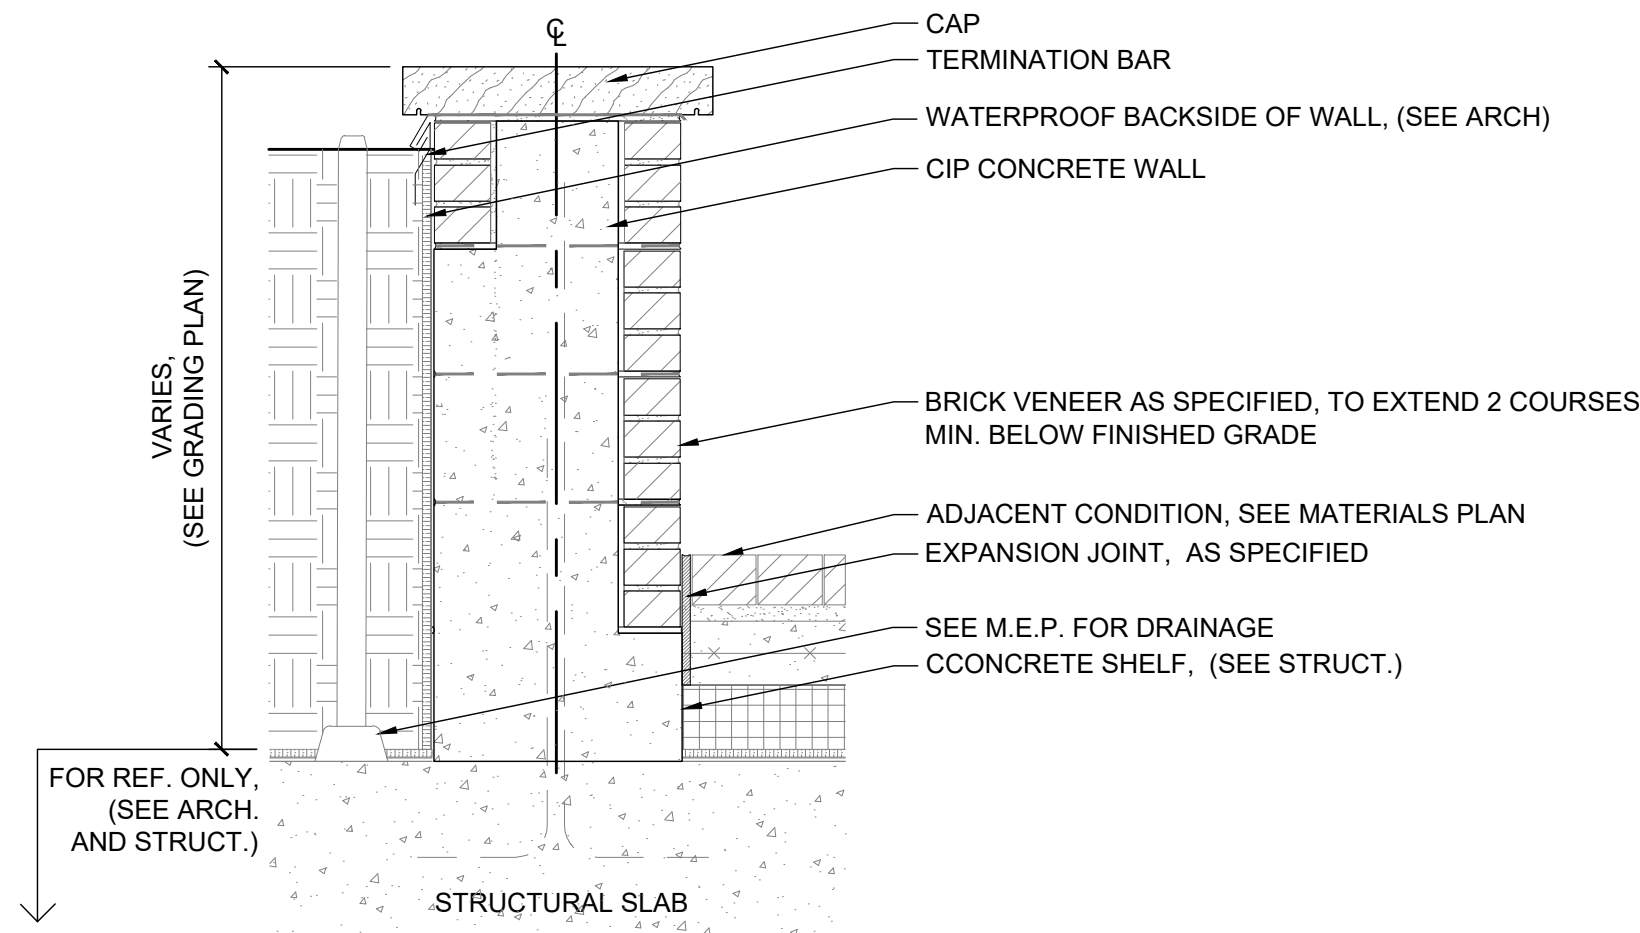 ℄
CAP
TERMINATION BAR
WATERPROOF BACKSIDE OF WALL, (SEE ARCH)
CIP CONCRETE WALL
VARIES,
(SEE GRADING PLAN)
BRICK VENEER AS SPECIFIED, TO EXTEND 2 COURSES
MIN. BELOW FINISHED GRADE
ADJACENT CONDITION, SEE MATERIALS PLAN
EXPANSION JOINT, AS SPECIFIED
SEE M.E.P. FOR DRAINAGE
CCONCRETE SHELF, (SEE STRUCT.)
FOR REF. ONLY,
(SEE ARCH.
AND STRUCT.)
STRUCTURAL SLAB